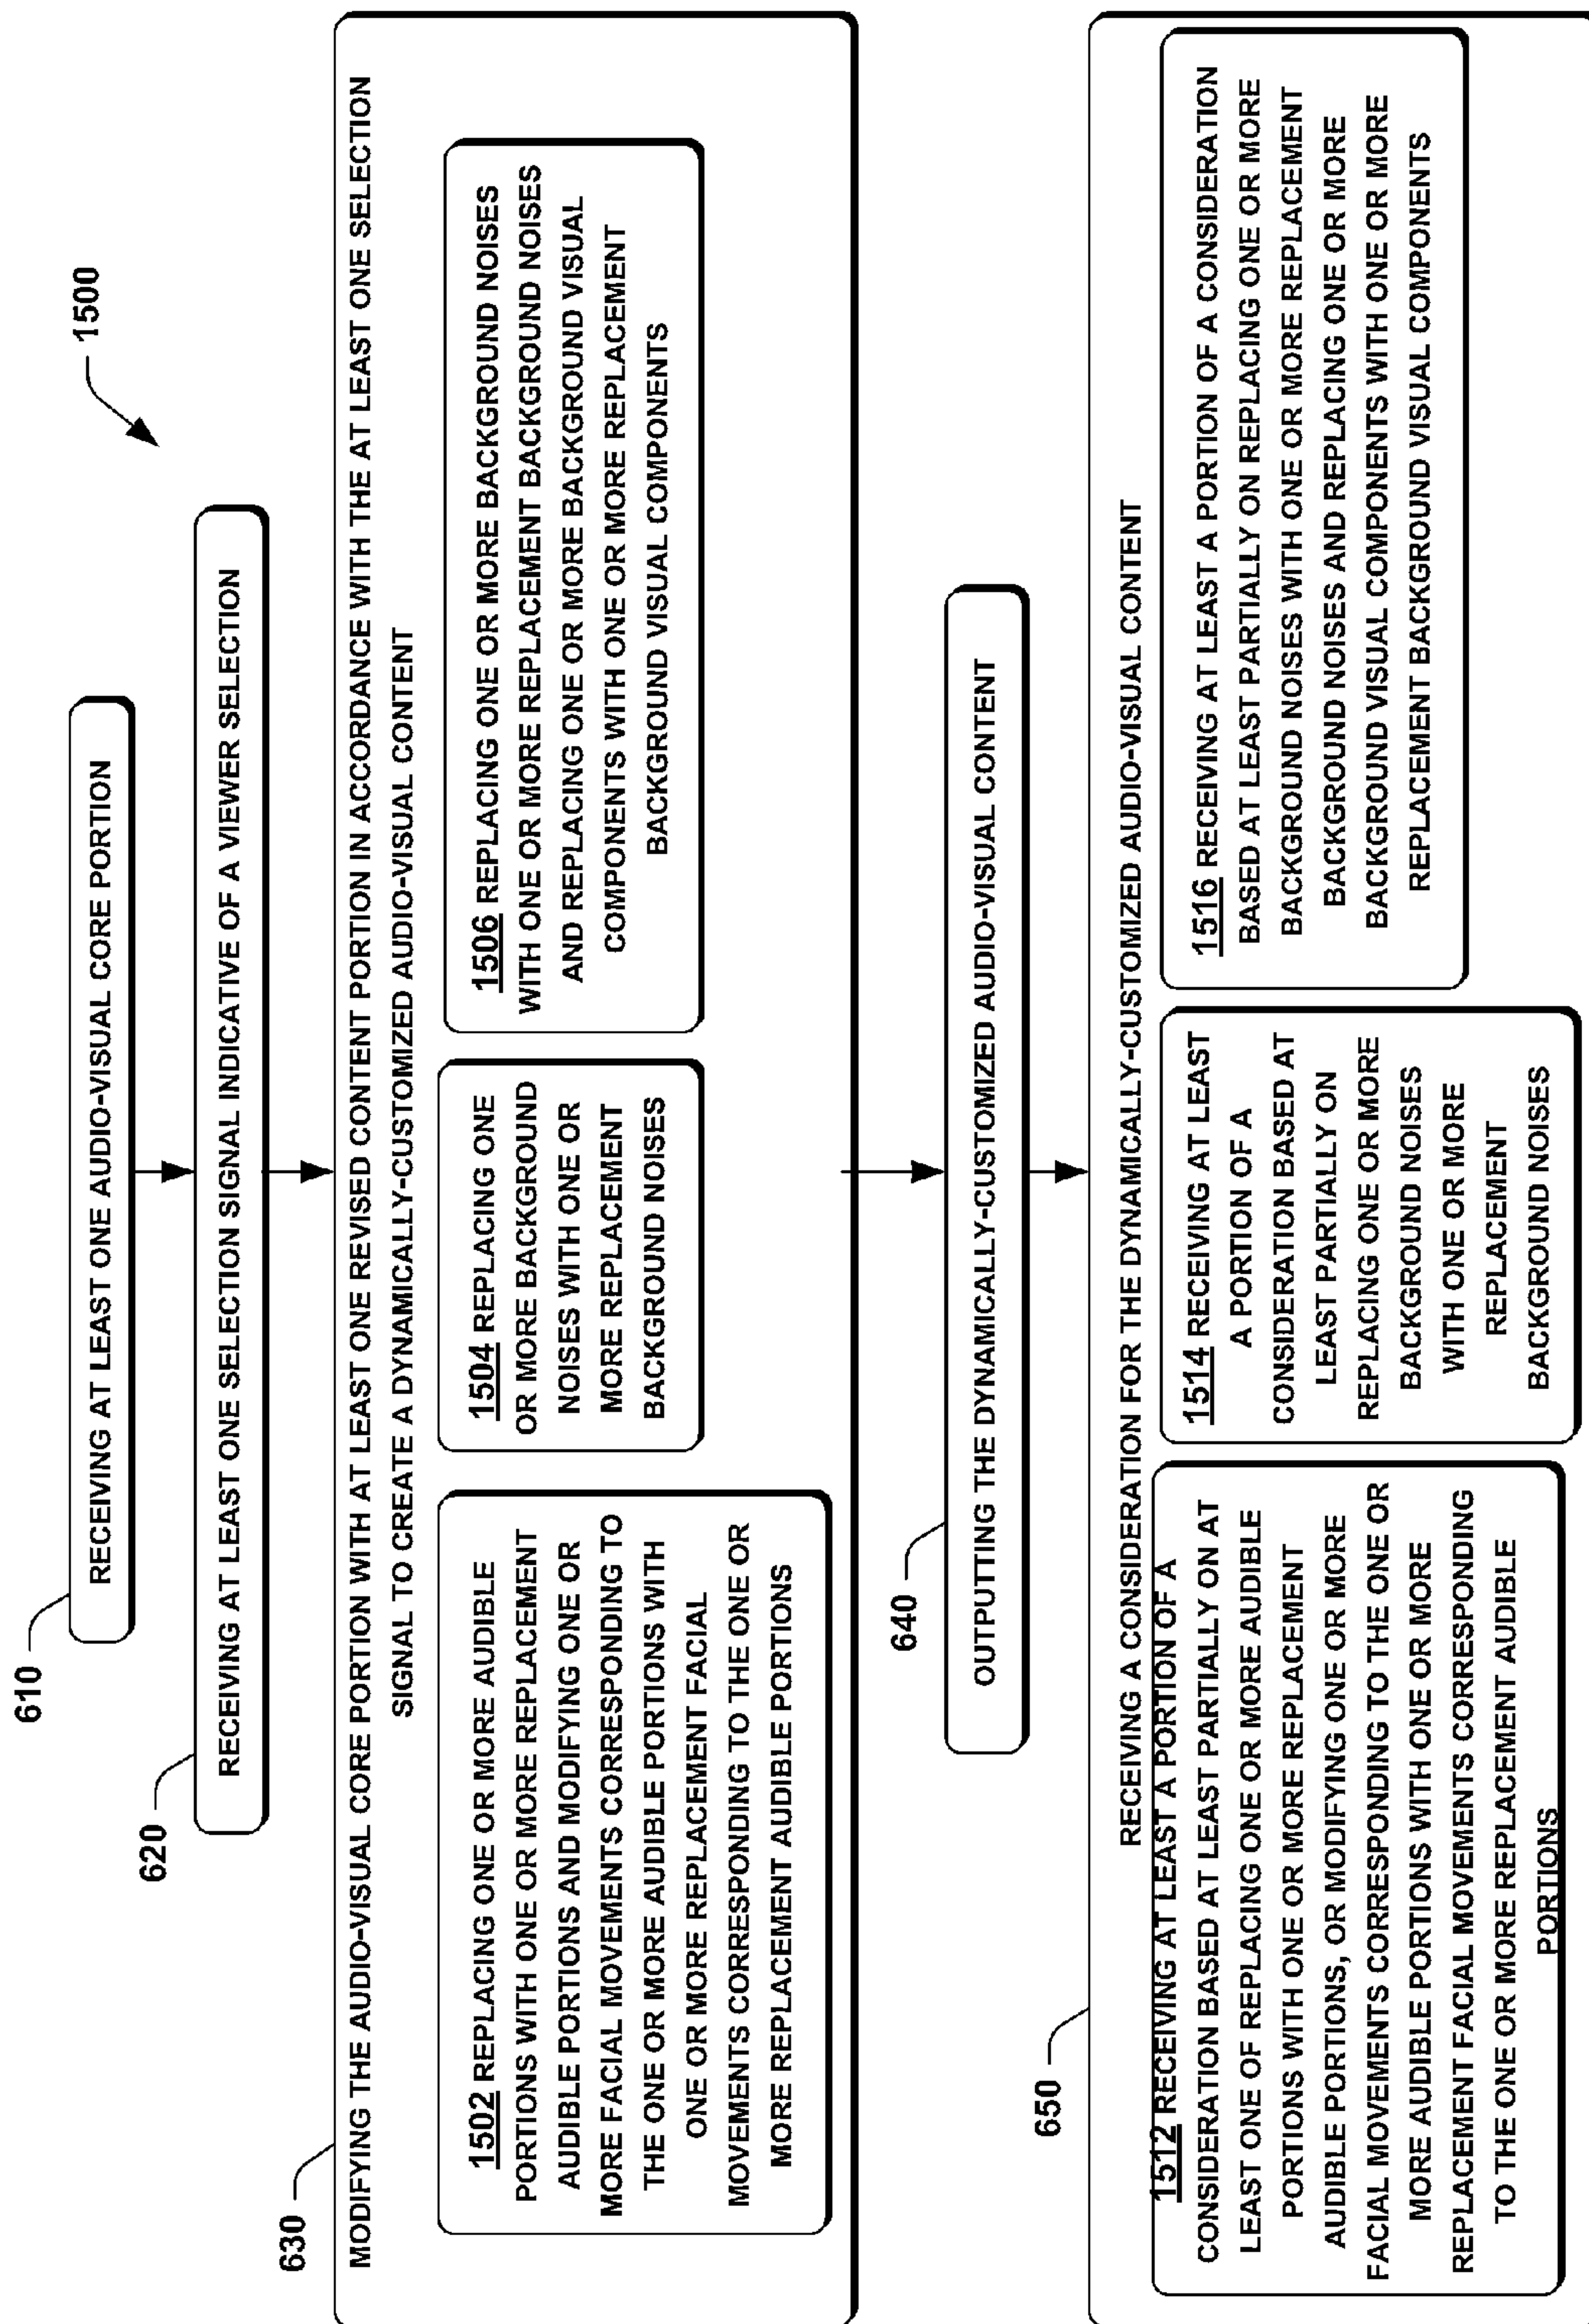 1500
610
RECEIVING AT LEAST ONE AUDIO-VISUAL CORE PORTION
620
RECEIVING AT LEAST ONE SELECTION SIGNAL INDICATIVE OF A VIEWER SELECTION
630
MODIFYING THE AUDIO-VISUAL CORE PORTION WITH AT LEAST ONE REVISED CONTENT PORTION IN ACCORDANCE WITH THE AT LEAST ONE SELECTION
SIGNAL TO CREATE A DYNAMICALLY-CUSTOMIZED AUDIO-VISUAL CONTENT
1502 REPLACING ONE OR MORE AUDIBLE
PORTIONS WITH ONE OR MORE REPLACEMENT
AUDIBLE PORTIONS AND MODIFYING ONE OR
MORE FACIAL MOVEMENTS CORRESPONDING TO
THE ONE OR MORE AUDIBLE PORTIONS WITH
ONE OR MORE REPLACEMENT FACIAL
MOVEMENTS CORRESPONDING TO THE ONE OR
MORE REPLACEMENT AUDIBLE PORTIONS
1504 REPLACING ONE
OR MORE BACKGROUND
NOISES WITH ONE OR
MORE REPLACEMENT
BACKGROUND NOISES
1506 REPLACING ONE OR MORE BACKGROUND NOISES
WITH ONE OR MORE REPLACEMENT BACKGROUND NOISES
AND REPLACING ONE OR MORE BACKGROUND VISUAL
COMPONENTS WITH ONE OR MORE REPLACEMENT
BACKGROUND VISUAL COMPONENTS
640
OUTPUTTING THE DYNAMICALLY-CUSTOMIZED AUDIO-VISUAL CONTENT
650
RECEIVING A CONSIDERATION FOR THE DYNAMICALLY-CUSTOMIZED AUDIO-VISUAL CONTENT
1512 RECEIVING AT LEAST A PORTION OF A
CONSIDERATION BASED AT LEAST PARTIALLY ON AT
LEAST ONE OF REPLACING ONE OR MORE AUDIBLE
PORTIONS WITH ONE OR MORE REPLACEMENT
AUDIBLE PORTIONS, OR MODIFYING ONE OR MORE
FACIAL MOVEMENTS CORRESPONDING TO THE ONE OR
MORE AUDIBLE PORTIONS WITH ONE OR MORE
REPLACEMENT FACIAL MOVEMENTS CORRESPONDING
TO THE ONE OR MORE REPLACEMENT AUDIBLE
PORTIONS
1514 RECEIVING AT LEAST
A PORTION OF A
CONSIDERATION BASED AT
LEAST PARTIALLY ON
REPLACING ONE OR MORE
BACKGROUND NOISES
WITH ONE OR MORE
REPLACEMENT
BACKGROUND NOISES
1516 RECEIVING AT LEAST A PORTION OF A CONSIDERATION
BASED AT LEAST PARTIALLY ON REPLACING ONE OR MORE
BACKGROUND NOISES WITH ONE OR MORE REPLACEMENT
BACKGROUND NOISES AND REPLACING ONE OR MORE
BACKGROUND VISUAL COMPONENTS WITH ONE OR MORE
REPLACEMENT BACKGROUND VISUAL COMPONENTS